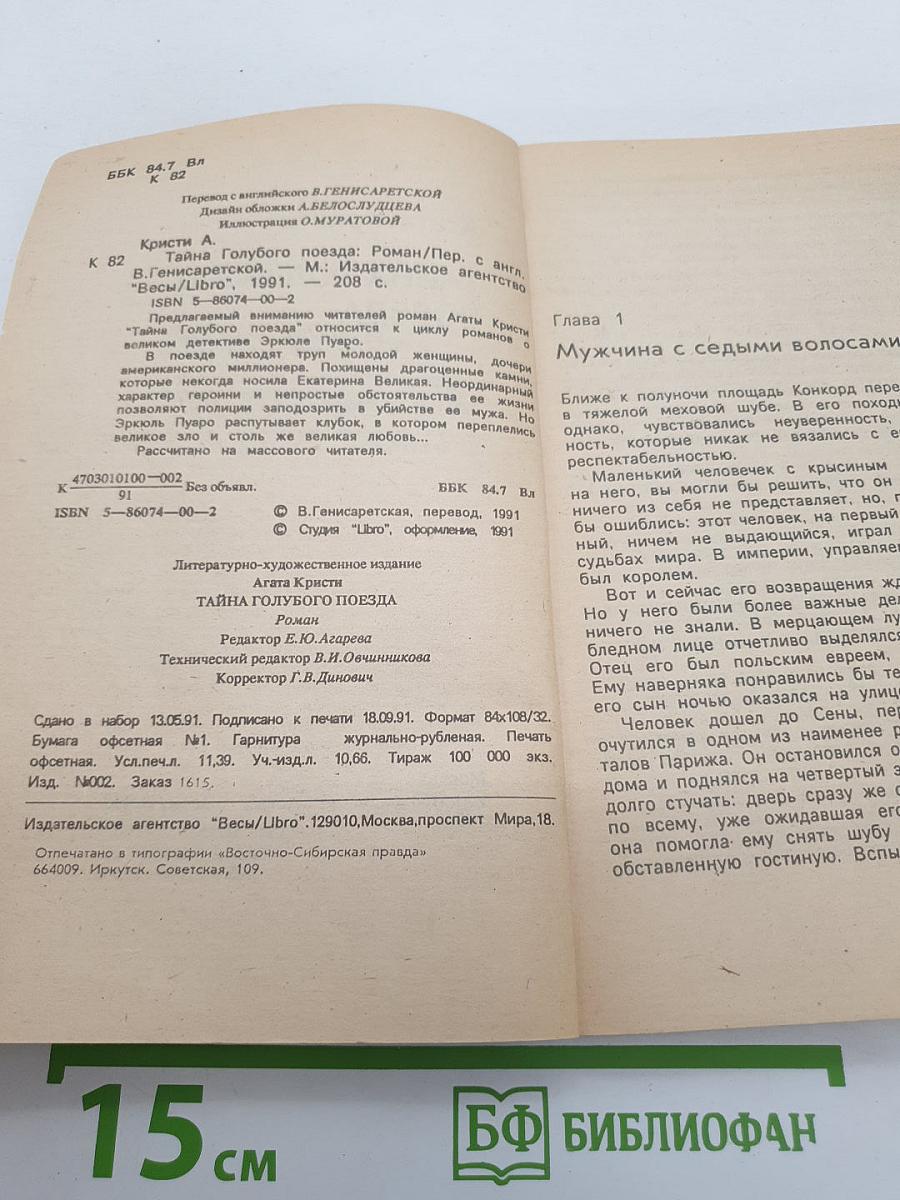 ББК 84.7 Вл
К 82
Перевод с английского В.ГЕНИСАРЕТСКОЙ
Дизайн обложки А.БЕЛОСЛУДЦЕВА
Иллюстрация О.МУРАТОВОЙ
Кристи А.
К 82 Тайна Голубого поезда: Роман/Пер. с англ.
В.Генисаретской. — М.: Издательское агентство
"Весы/Libro", 1991. — 208 с.
ISBN 5—86074—00—2
Предлагаемый вниманию читателей роман Агаты Кристи
"Тайна Голубого поезда" относится к циклу романов о
великом детективе Эркюле Пуаро.
В поезде находят труп молодой женщины, дочери
американского миллионера. Похищены драгоценные камни,
которые некогда носила Екатерина Великая. Неординарный
характер героини и непростые обстоятельства ее жизни
позволяют полиции заподозрить в убийстве ее мужа. Но
Эркюль Пуаро распутывает клубок, в котором переплелись
великое зло и столь же великая любовь...
Рассчитано на массового читателя.
К 4703010100—002
91 Без объявл.
ББК 84.7 Вл
ISBN 5—86074—00—2
© В.Генисаретская, перевод, 1991
© Студия "Libro", оформление, 1991
Литературно-художественное издание
Агата Кристи
ТАЙНА ГОЛУБОГО ПОЕЗДА
Роман
Редактор Е.Ю.Агарева
Технический редактор В.И.Овчинникова
Корректор Г.В.Динович
Сдано в набор 13.05.91. Подписано к печати 18.09.91. Формат 84х108/32.
Бумага офсетная №1. Гарнитура журнально-рубленая. Печать
офсетная. Усл.печ.л. 11,39. Уч.-изд.л. 10,66. Тираж 100 000 экз.
Изд. №002. Заказ 1615.
Издательское агентство "Весы/Libro".129010,Москва,проспект Мира,18.
Отпечатано в типографии «Восточно-Сибирская правда»
664009. Иркутск. Советская, 109.
Глава 1
Мужчина с седыми волосами
Ближе к полуночи площадь Конкорд пере
в тяжелой меховой шубе. В его поход
однако, чувствовались неуверенность,
ность, которые никак не вязались с е
респектабельностью.
Маленький человечек с крысиным
на него, вы могли бы решить, что он
ничего из себя не представляет, но, п
бы ошиблись: этот человек, на первый
ный, ничем не выдающийся, играл
судьбах мира. В империи, управляе
был королем.
Вот и сейчас его возвращения жд
Но у него были более важные дел
ничего не знали. В мерцающем лу
бледном лице отчетливо выделялся
Отец его был польским евреем,
Ему наверняка понравились бы те
его сын ночью оказался на улице
Человек дошел до Сены, пер
очутился в одном из наименее р
талов Парижа. Он остановился о
дома и поднялся на четвертый э
долго стучать: дверь сразу же о
по всему, уже ожидавшая его
она помогла ему снять шубу
обставленную гостиную. Вспы
15 см
БФ БИБЛИОФАН